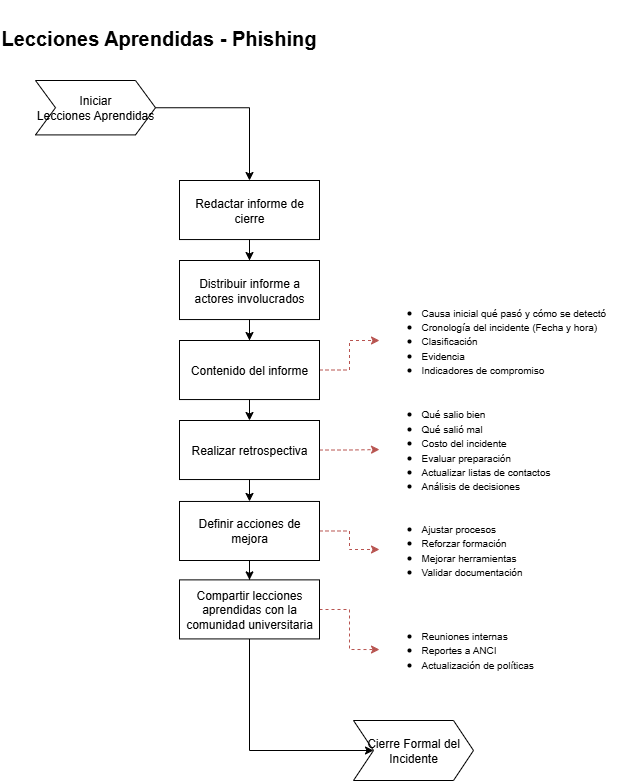 Lecciones Aprendidas - Phishing
Iniciar
Lecciones Aprendidas
Redactar informe de
cierre
Distribuir informe a
actores involucrados
Contenido del informe
• Causa inicial qué pasó y cómo se detectó
• Cronología del incidente (Fecha y hora)
• Clasificación
• Evidencia
• Indicadores de compromiso
Realizar retrospectiva
• Qué salio bien
• Qué salió mal
• Costo del incidente
• Evaluar preparación
• Actualizar listas de contactos
• Análisis de decisiones
Definir acciones de
mejora
• Ajustar procesos
• Reforzar formación
• Mejorar herramientas
• Validar documentación
Compartir lecciones
aprendidas con la
comunidad universitaria
• Reuniones internas
• Reportes a ANCI
• Actualización de políticas
Cierre Formal del
Incidente